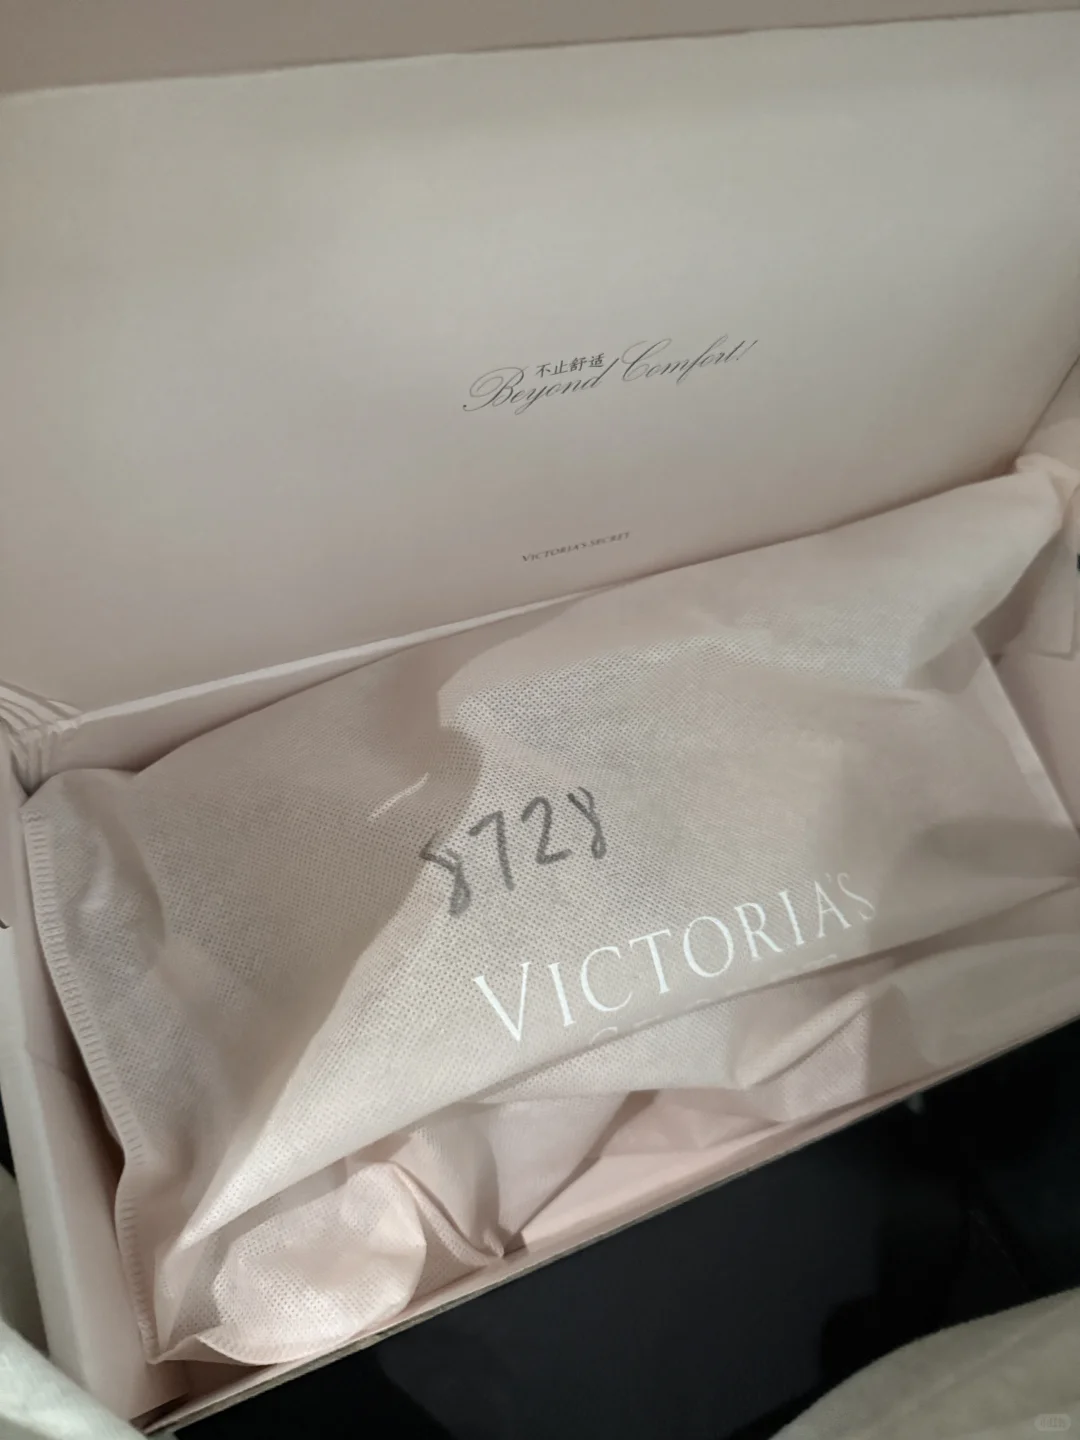 不止舒适
Beyond Comfort!
VICTORIA'S SECRET
8728
VICTORIA'S